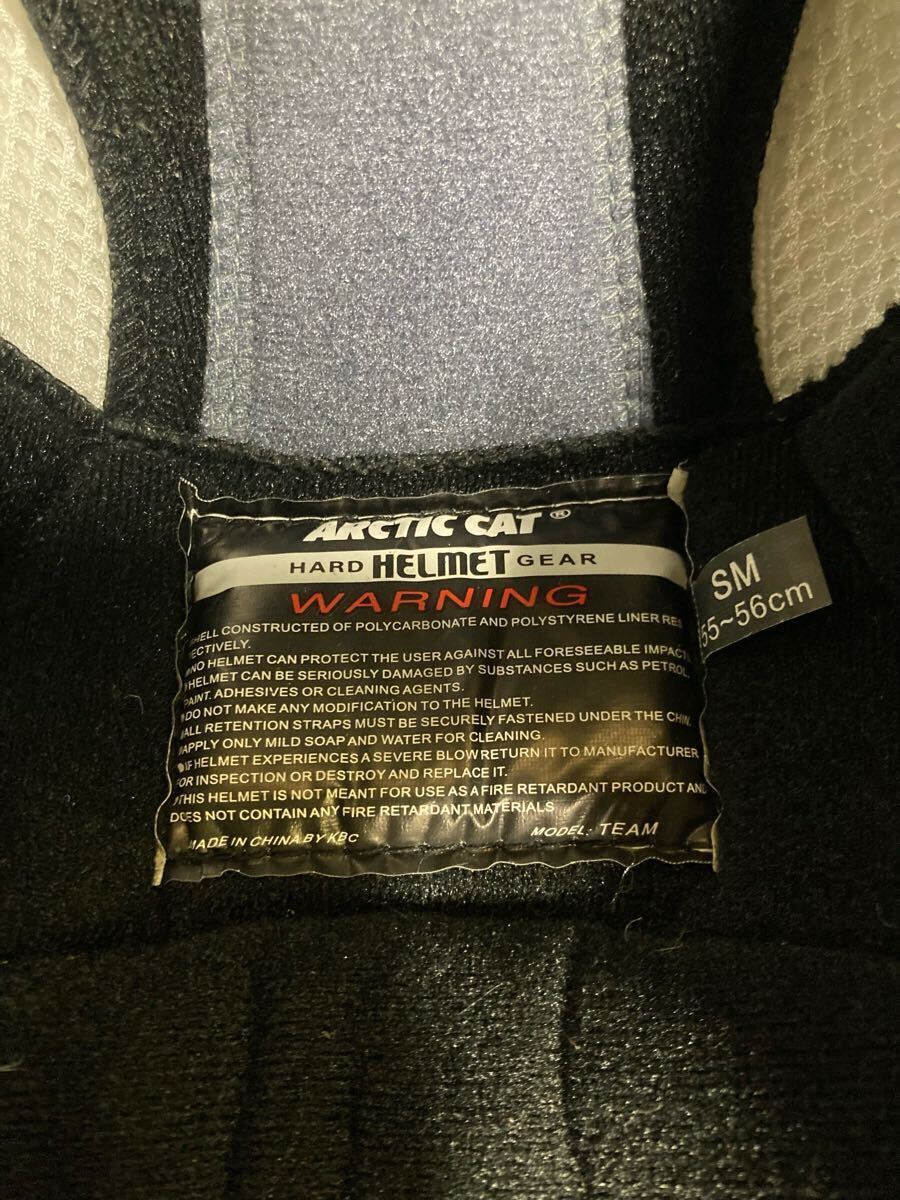 ARCTIC CAT®
HARD HELMET GEAR
WARNING
CONSTRUCTED OF POLYCARBONATE AND POLYSTYRENE LINER RES
ECTIVELY.
NO HELMET CAN PROTECT THE USER AGAINST ALL FORESEEABLE IMPACT
HELMET CAN BE SERIOUSLY DAMAGED BY SUBSTANCES SUCH AS PETROL,
PAINT. ADHESIVES OR CLEANING AGENTS.
DO NOT MAKE ANY MODIFICATION TO THE HELMET.
ALL RETENTION STRAPS MUST BE SECURELY FASTENED UNDER THE CHIN.
APPLY ONLY MILD SOAP AND WATER FOR CLEANING.
IF HELMET EXPERIENCES A SEVERE BLOW RETURN IT TO MANUFACTURER
FOR INSPECTION OR DESTROY AND REPLACE IT.
THIS HELMET IS NOT MEANT FOR USE AS A FIRE RETARDANT PRODUCT AND
DOES NOT CONTAIN ANY FIRE RETARDANT MATERIALS
MADE IN CHINA BY KBC MODEL: TEAM
SM
55~56cm